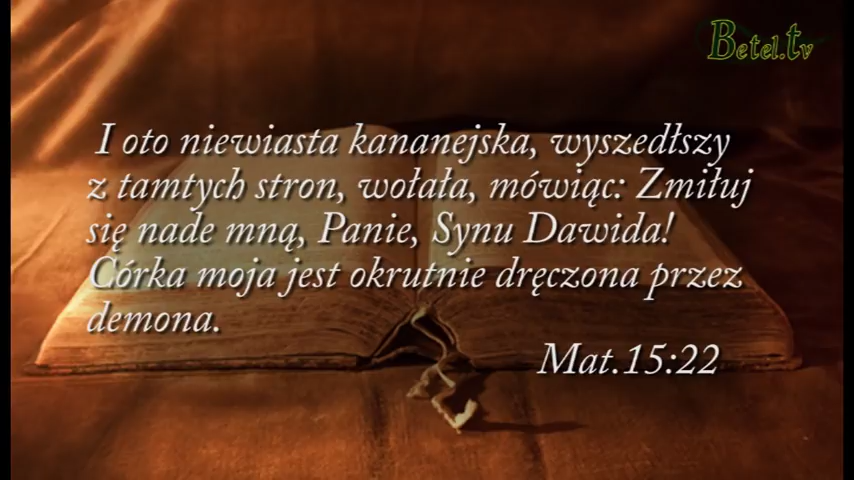 Betel.tv
I oto niewiasta kananejska, wyszedłszy
z tamtych stron, wołała, mówiąc: Zmiłuj
się nade mną, Panie, Synu Dawida!
Córka moja jest okrutnie dręczona przez
demona.
Mat.15:22